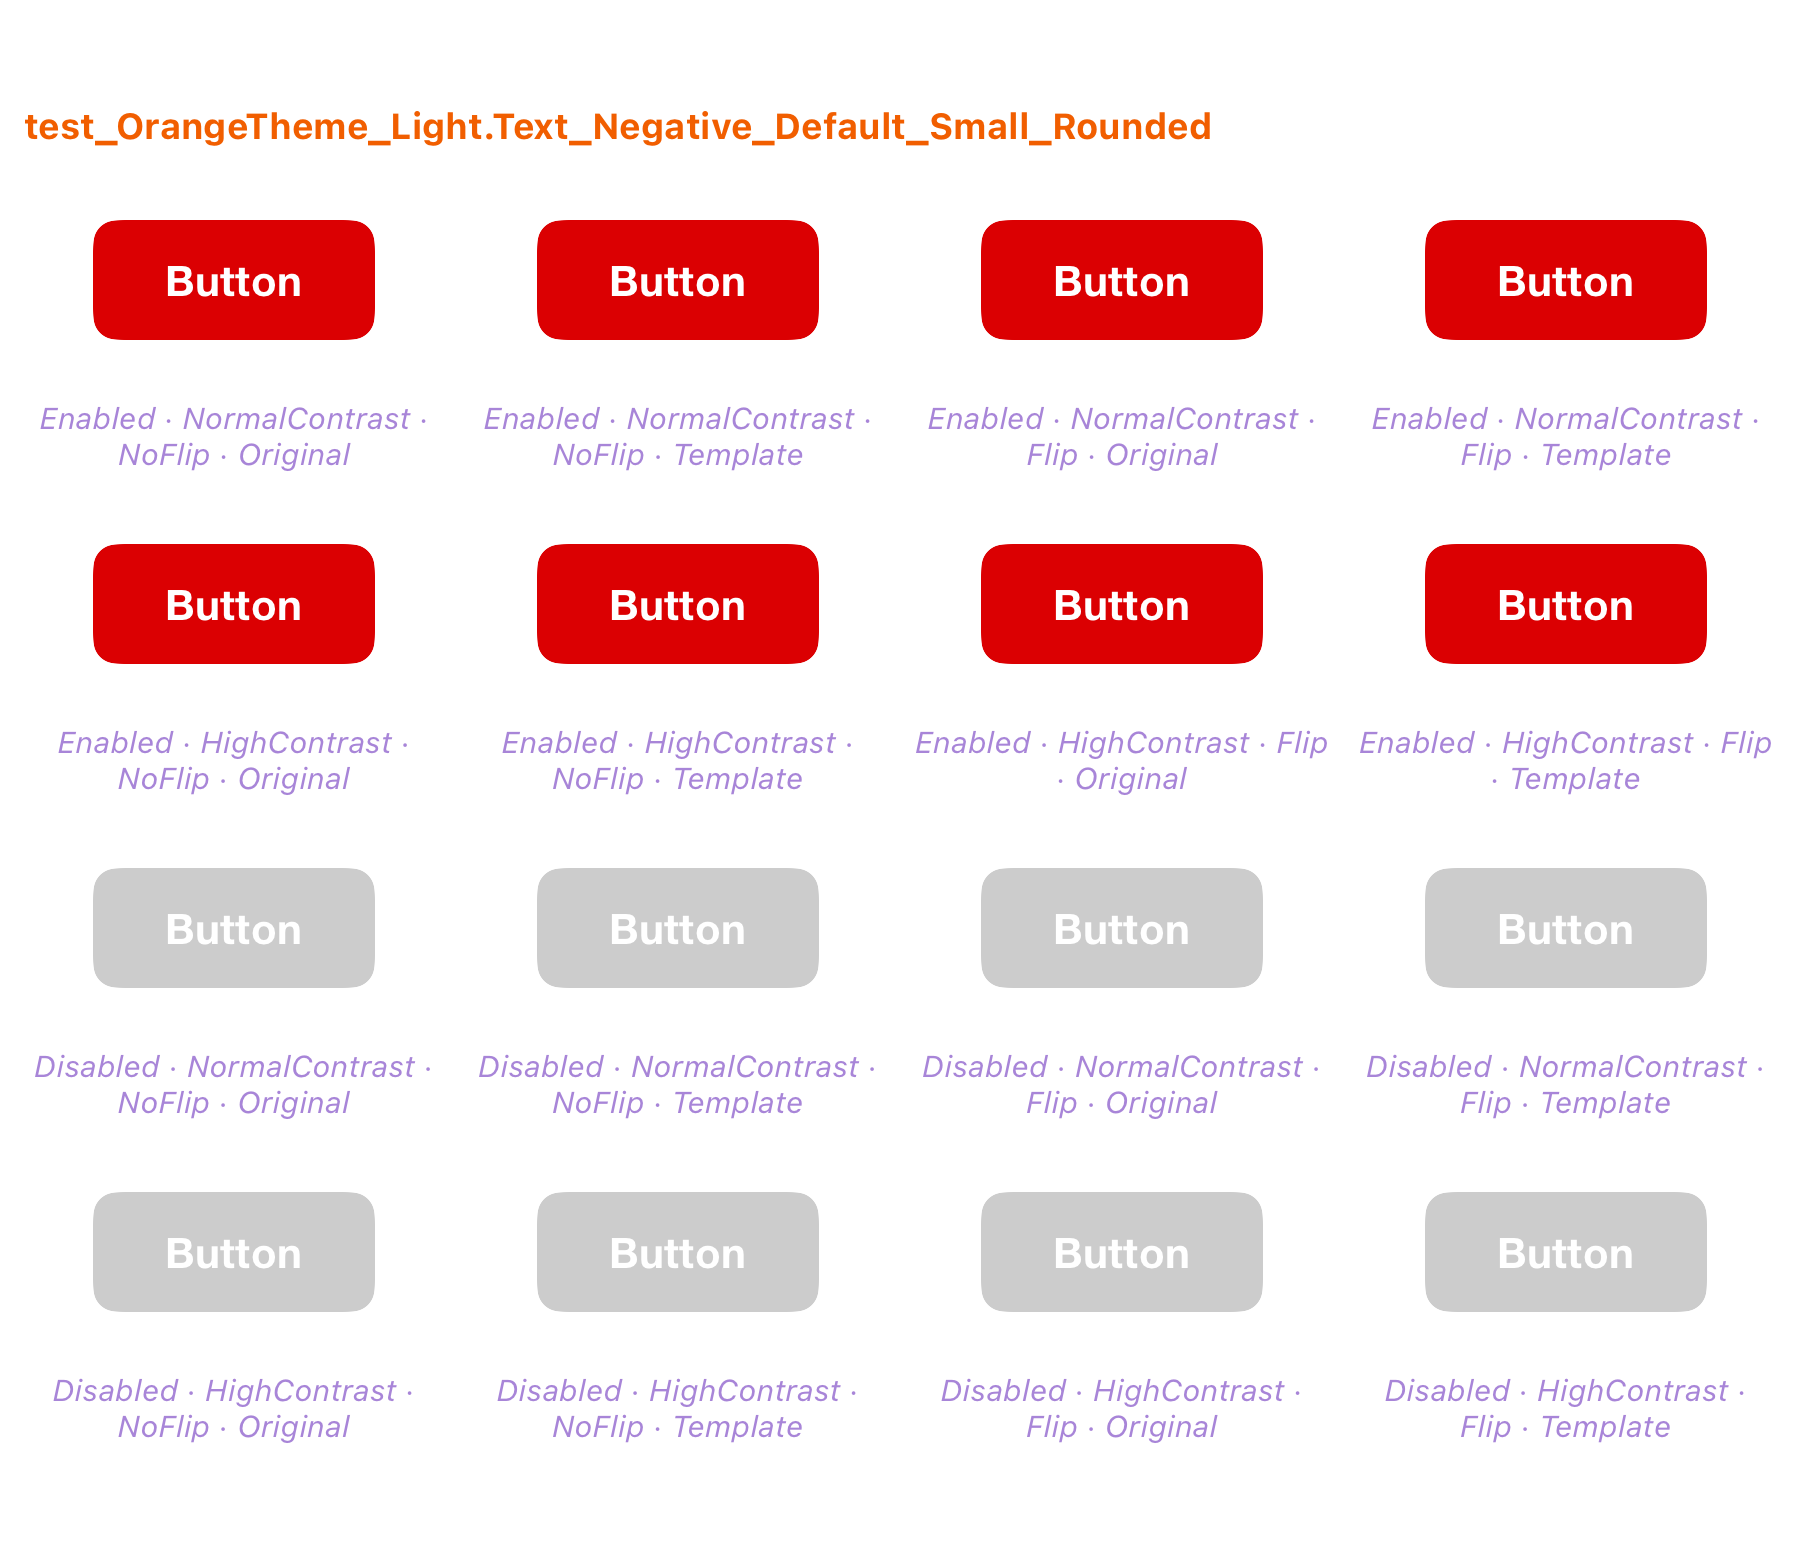 test_OrangeTheme_Light.Text_Negative_Default_Small_Rounded
Button Button Button Button
Enabled · NormalContrast · Enabled · NormalContrast · Enabled · NormalContrast · Enabled · NormalContrast ·
NoFlip · Original NoFlip · Template Flip · Original Flip · Template
Button Button Button Button
Enabled · HighContrast · Enabled · HighContrast · Enabled · HighContrast · Flip Enabled · HighContrast · Flip
NoFlip · Original NoFlip · Template · Original · Template
Button Button Button Button
Disabled · NormalContrast · Disabled · NormalContrast · Disabled · NormalContrast · Disabled · NormalContrast ·
NoFlip · Original NoFlip · Template Flip · Original Flip · Template
Button Button Button Button
Disabled · HighContrast · Disabled · HighContrast · Disabled · HighContrast · Disabled · HighContrast ·
NoFlip · Original NoFlip · Template Flip · Original Flip · Template